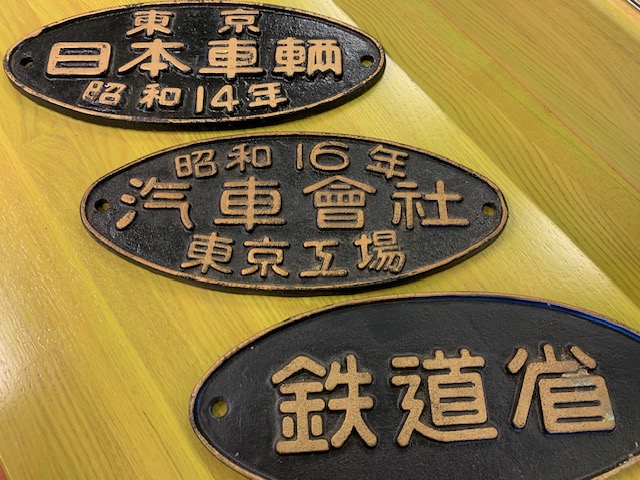 東京
日本車輌
昭和14年
昭和16年
汽車會社
東京工場
鉄道省